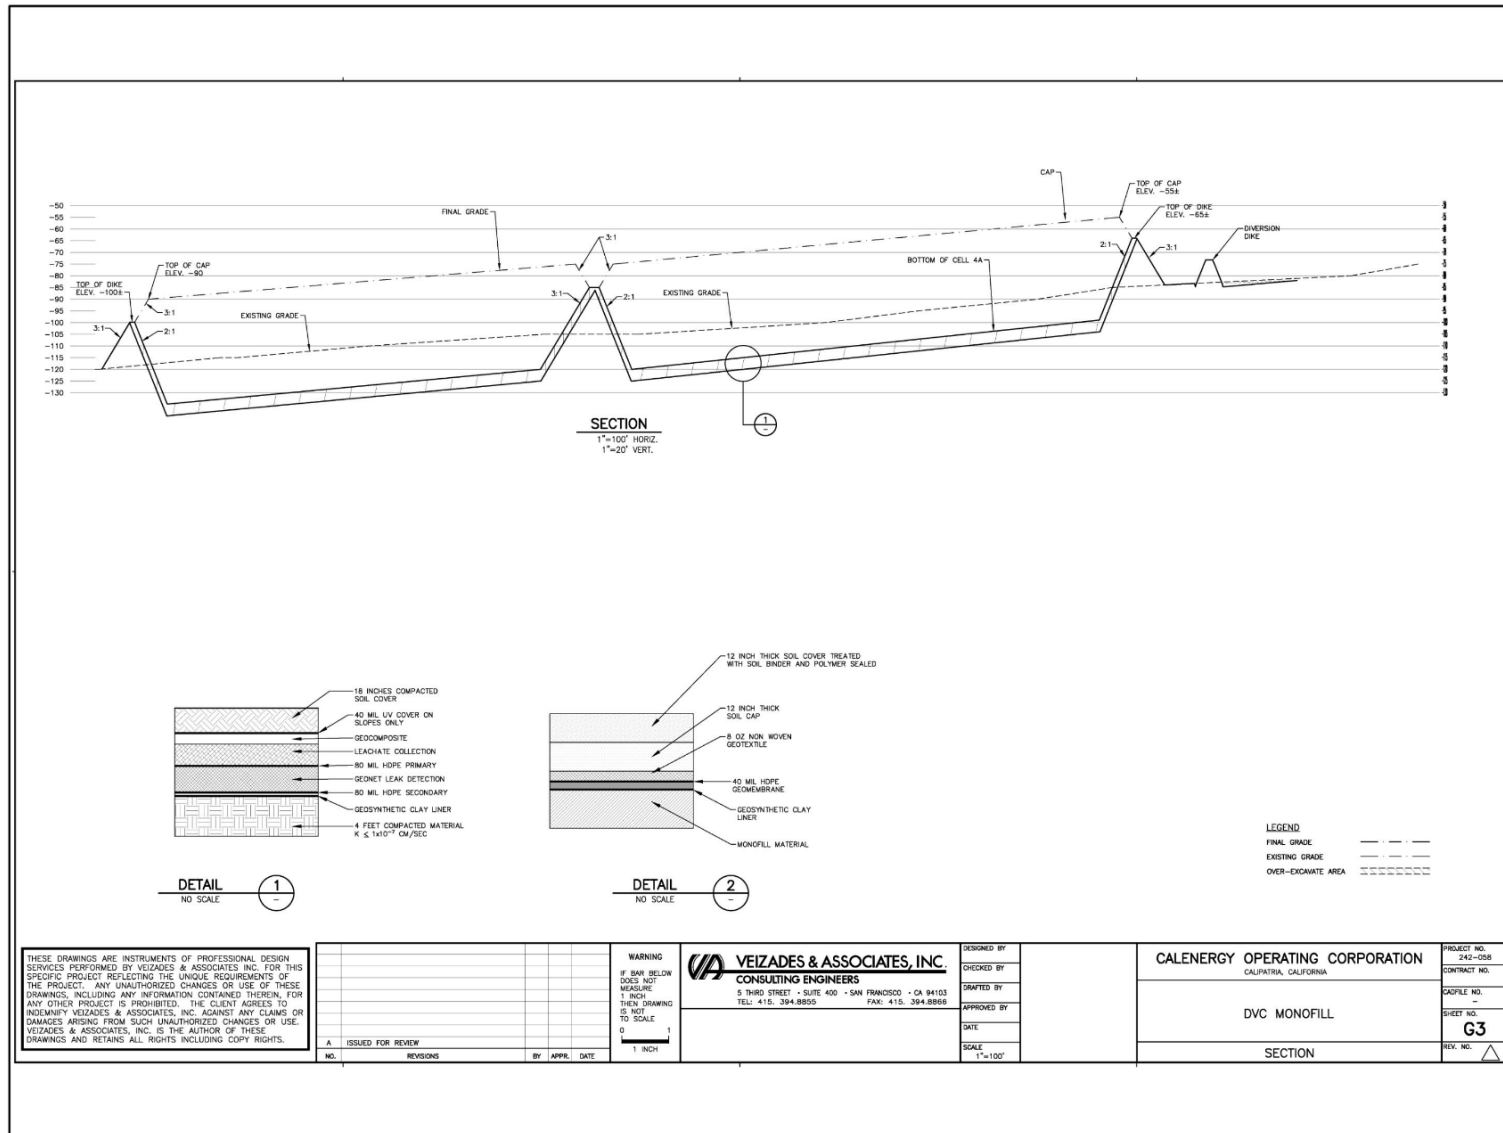 CAP
TOP OF CAP
ELEV. -55±
TOP OF DIKE
ELEV. -65±
DIVERSION
DIKE
FINAL GRADE
3:1
2:1
3:1
BOTTOM OF CELL 4A
TOP OF CAP
ELEV. -90
TOP OF DIKE
ELEV. -100±
3:1
3:1
2:1
EXISTING GRADE
3:1
2:1
EXISTING GRADE
-50
-55
-60
-65
-70
-75
-80
-85
-90
-95
-100
-105
-110
-115
-120
-125
-130
SECTION
1"=100' HORIZ.
1"=20' VERT.
1
-
18 INCHES COMPACTED
SOIL COVER
40 MIL UV COVER ON
SLOPES ONLY
GEOCOMPOSITE
LEACHATE COLLECTION
80 MIL HDPE PRIMARY
GEONET LEAK DETECTION
80 MIL HDPE SECONDARY
GEOSYNTHETIC CLAY LINER
4 FEET COMPACTED MATERIAL
K ≤ 1x10⁻⁷ CM/SEC
DETAIL
NO SCALE
1
-
12 INCH THICK SOIL COVER TREATED
WITH SOIL BINDER AND POLYMER SEALED
12 INCH THICK
SOIL CAP
8 OZ NON WOVEN
GEOTEXTILE
40 MIL HDPE
GEOMEMBRANE
GEOSYNTHETIC CLAY
LINER
MONOFILL MATERIAL
DETAIL
NO SCALE
2
-
LEGEND
FINAL GRADE
EXISTING GRADE
OVER-EXCAVATE AREA
THESE DRAWINGS ARE INSTRUMENTS OF PROFESSIONAL DESIGN
SERVICES PERFORMED BY VEIZADES & ASSOCIATES INC. FOR THIS
SPECIFIC PROJECT REFLECTING THE UNIQUE REQUIREMENTS OF
THE PROJECT. ANY UNAUTHORIZED CHANGES OR USE OF THESE
DRAWINGS, INCLUDING ANY INFORMATION CONTAINED THEREIN, FOR
ANY OTHER PROJECT IS PROHIBITED. THE CLIENT AGREES TO
INDEMNIFY VEIZADES & ASSOCIATES, INC. AGAINST ANY CLAIMS OR
DAMAGES ARISING FROM SUCH UNAUTHORIZED CHANGES OR USE.
VEIZADES & ASSOCIATES, INC. IS THE AUTHOR OF THESE
DRAWINGS AND RETAINS ALL RIGHTS INCLUDING COPY RIGHTS.
A ISSUED FOR REVIEW
NO. REVISIONS BY APPR. DATE
WARNING
IF BAR BELOW
DOES NOT
MEASURE
1 INCH
THEN DRAWING
IS NOT
TO SCALE
0 1
1 INCH
VA VEIZADES & ASSOCIATES, INC.
CONSULTING ENGINEERS
5 THIRD STREET • SUITE 400 • SAN FRANCISCO • CA 94103
TEL: 415. 394.8855 FAX: 415. 394.8866
DESIGNED BY
CHECKED BY
DRAFTED BY
APPROVED BY
DATE
SCALE
1"=100'
CALENERGY OPERATING CORPORATION
CALIPATRIA, CALIFORNIA
DVC MONOFILL
SECTION
PROJECT NO.
242-058
CONTRACT NO.
CADFILE NO.
-
SHEET NO.
G3
REV. NO.